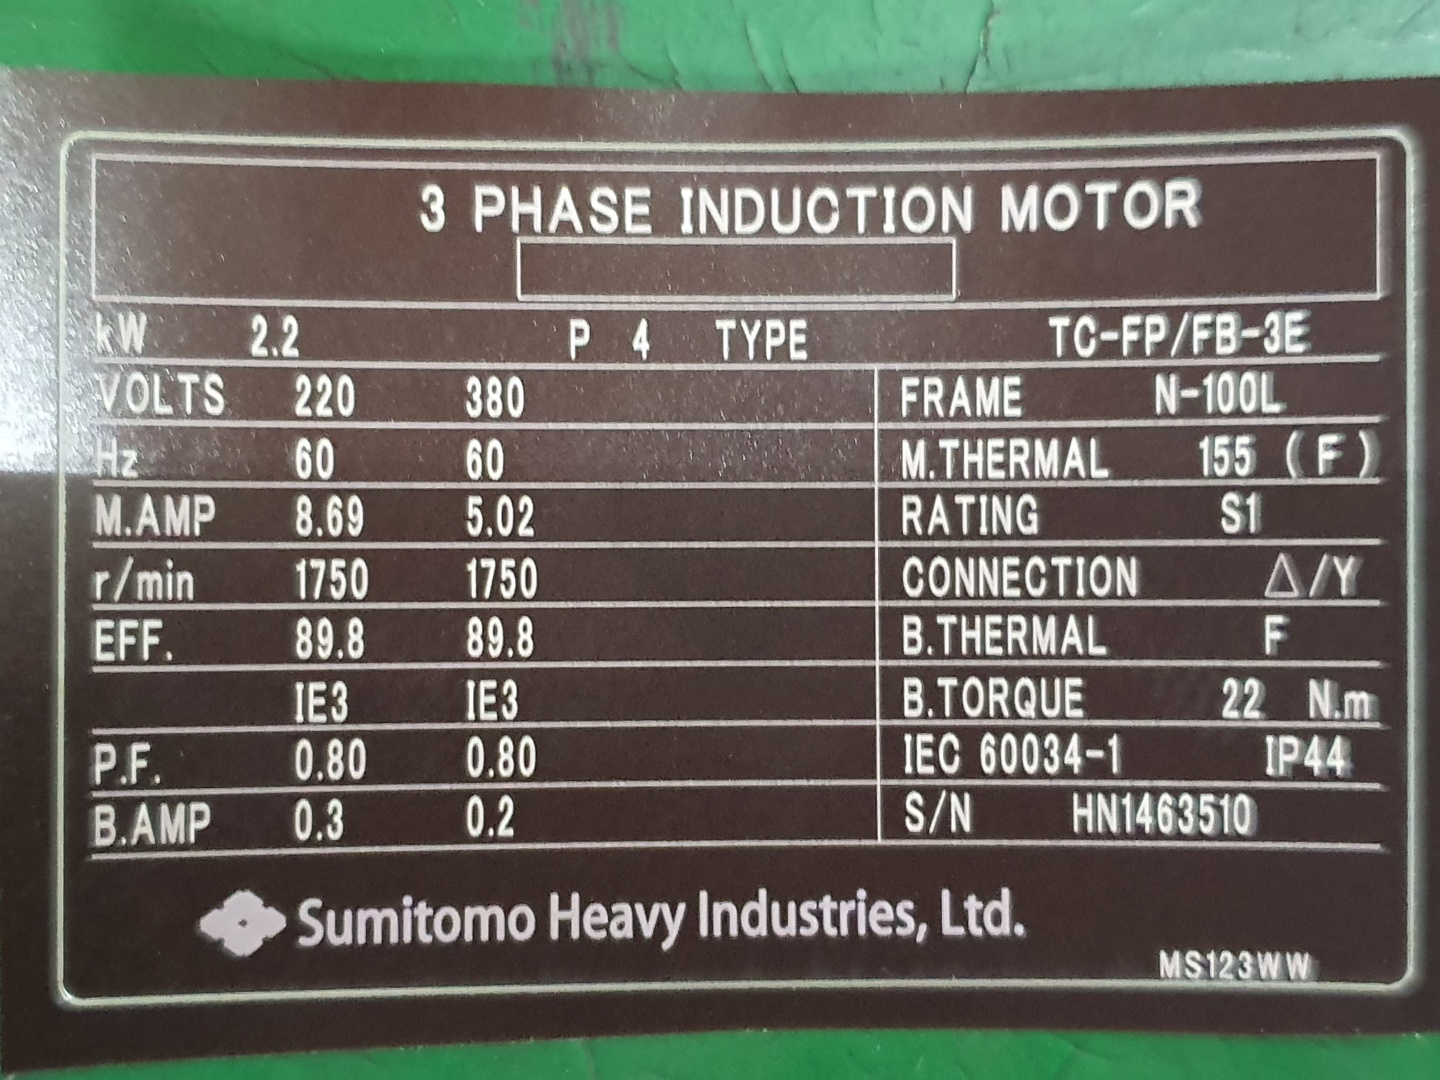 3 PHASE INDUCTION MOTOR
kW 2.2 P 4 TYPE TC-FP/FB-3E
VOLTS 220 380 FRAME N-100L
Hz 60 60 M.THERMAL 155 (F)
M.AMP 8.69 5.02 RATING S1
r/min 1750 1750 CONNECTION △/Y
EFF. 89.8 89.8 B.THERMAL F
IE3 IE3 B.TORQUE 22 N.m
P.F. 0.80 0.80 IEC 60034-1 IP44
B.AMP 0.3 0.2 S/N HN1463510
Sumitomo Heavy Industries, Ltd.
MS123WW